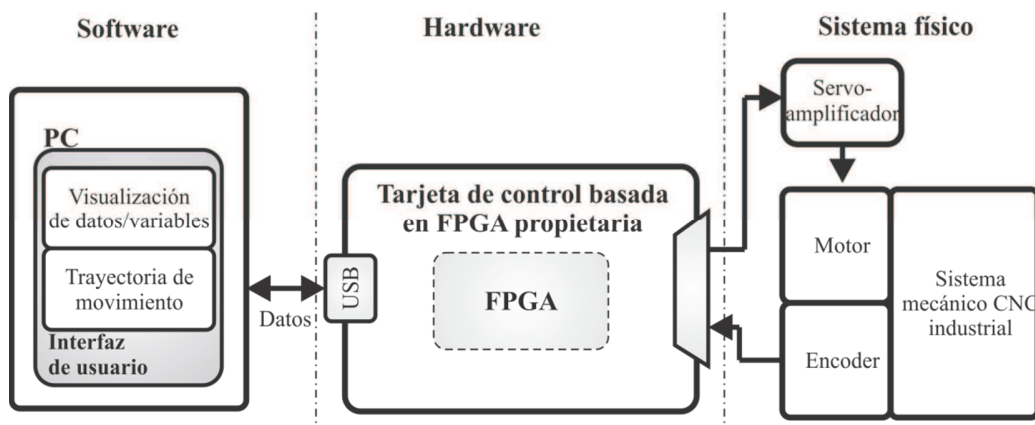 Software
Hardware
Sistema físico
PC
Visualización
de datos/variables
Trayectoria de
movimiento
Interfaz
de usuario
Datos
USB
Tarjeta de control basada
en FPGA propietaria
FPGA
Servo-
amplificador
Motor
Encoder
Sistema
mecánico CNC
industrial